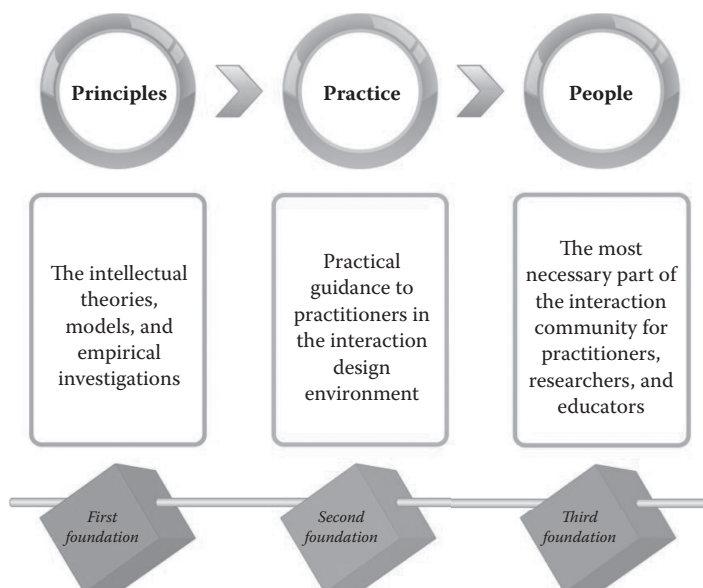 Principles
Practice
People
The intellectual
theories,
models, and
empirical
investigations
Practical
guidance to
practitioners in
the interaction
design
environment
The most
necessary part of
the interaction
community for
practitioners,
researchers, and
educators
First
foundation
Second
foundation
Third
foundation